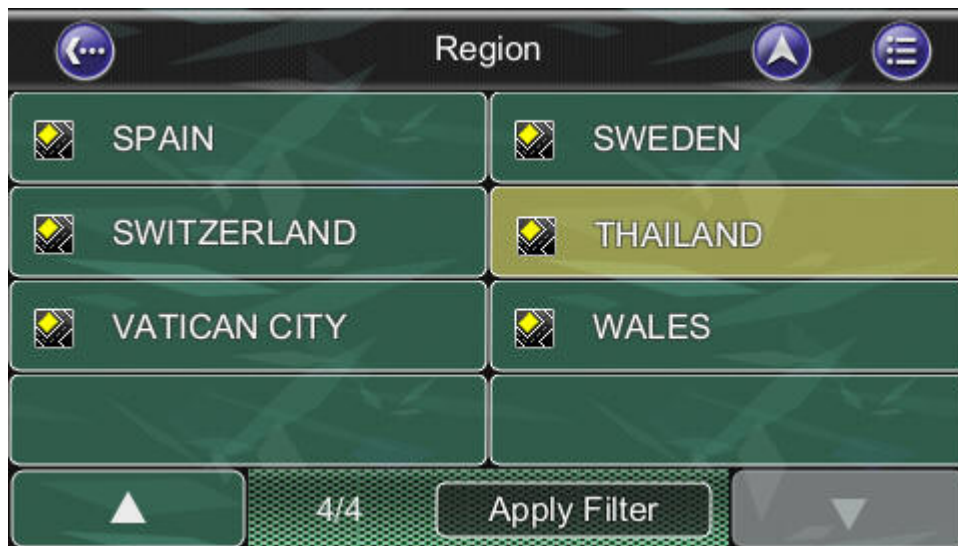 Region
SPAIN
SWEDEN
SWITZERLAND
THAILAND
VATICAN CITY
WALES
4/4
Apply Filter